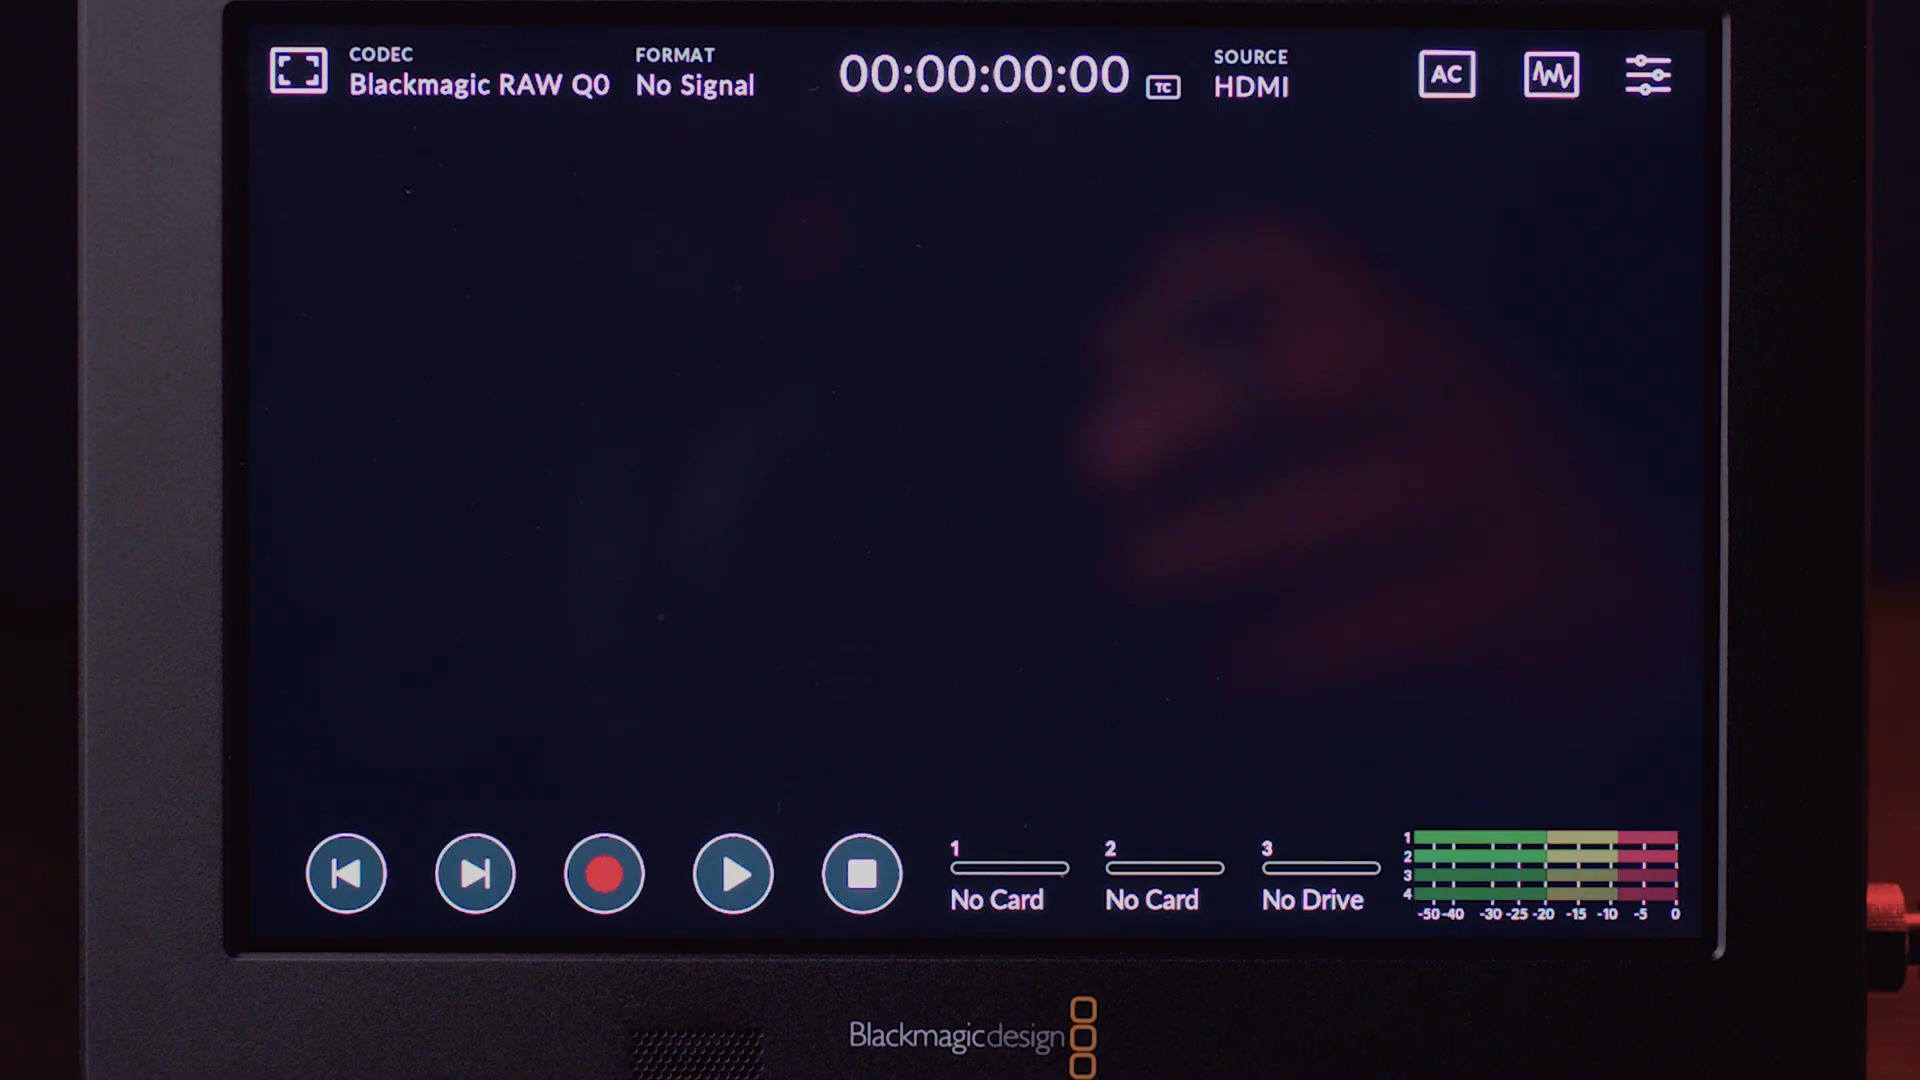 CODEC
Blackmagic RAW Q0
FORMAT
No Signal
00:00:00:00
TC
SOURCE
HDMI
AC
1
No Card
2
No Card
3
No Drive
1
2
3
4
-50 -40 -30 -25 -20 -15 -10 -5 0
Blackmagicdesign